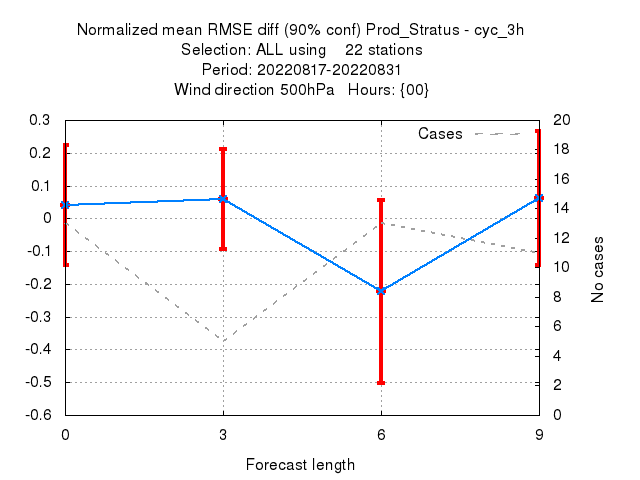 Normalized mean RMSE diff (90% conf) Prod_Stratus - cyc_3h
Selection: ALL using    22 stations
Period: 20220817-20220831
Wind direction 500hPa   Hours: {00}
Cases
0.3
0.2
0.1
0
-0.1
-0.2
-0.3
-0.4
-0.5
-0.6
20
18
16
14
12
10
8
6
4
2
0
No cases
0 3 6 9
Forecast length